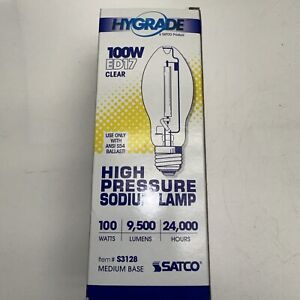 HYGRADE
A SATCO Product
100W
ED17
CLEAR
USE ONLY
WITH
ANSI S54
BALLAST!
HIGH
PRESSURE
SODIUM LAMP
100 9,500 24,000
WATTS LUMENS HOURS
Item# S3128
MEDIUM BASE
SATCO